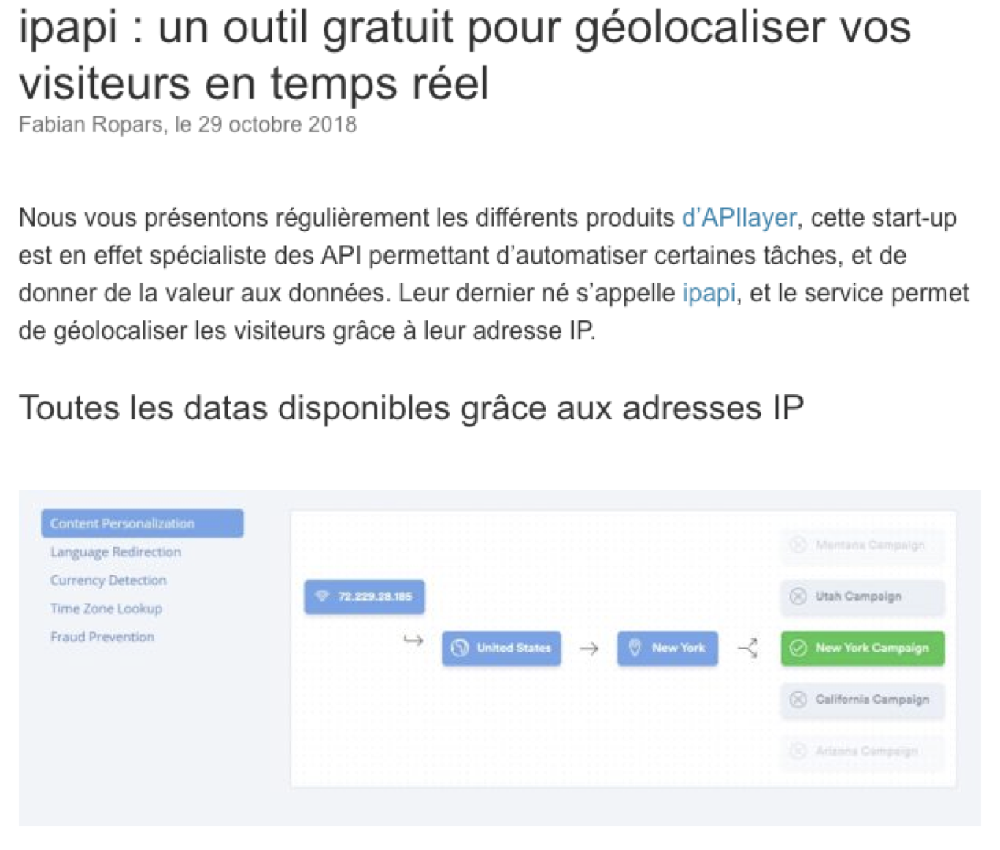 ipapi : un outil gratuit pour géolocaliser vos
visiteurs en temps réel
Fabian Ropars, le 29 octobre 2018
Nous vous présentons régulièrement les différents produits d'APIlayer, cette start-up
est en effet spécialiste des API permettant d'automatiser certaines tâches, et de
donner de la valeur aux données. Leur dernier né s'appelle ipapi, et le service permet
de géolocaliser les visiteurs grâce à leur adresse IP.
Toutes les datas disponibles grâce aux adresses IP
Content Personalization
Language Redirection
Currency Detection
Time Zone Lookup
Fraud Prevention
72.229.28.185
United States
New York
Montana Campaign
Utah Campaign
New York Campaign
California Campaign
Arizona Campaign